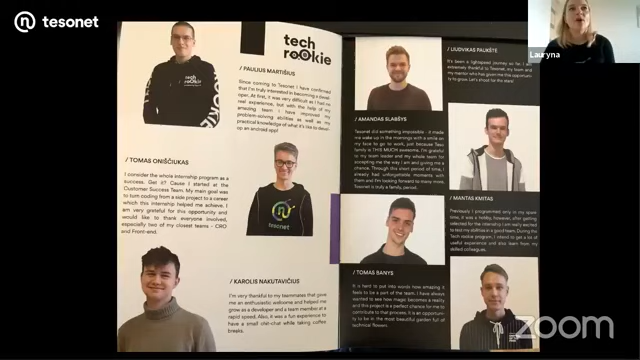 tesonet
Lauryna
tech
rookie
/ PAULIUS MARTIŠIUS
Since coming to Tesonet I have confirmed
that I'm truly interested in becoming a devel-
oper. At first, it was very difficult as I had no
real experience, but with the help of my
amazing team I have improved my
problem-solving abilities as well as my
practical knowledge of what it's like to devel-
op an android app!
/ TOMAS ONIŠČIUKAS
I consider the whole internship program as a
success. Get it? Cause I started at the
Customer Success Team. My main goal was
to turn coding from a side project to a career
which this internship helped me achieve. I
am very grateful for this opportunity and
would like to thank everyone involved,
especially two of my closest teams - CRO
and Front-end.
tesonet
/ KAROLIS NAKUTAVIČIUS
I'm very thankful to my teammates that gave
me an enthusiastic welcome and helped me
grow as a developer and a team member at a
rapid speed. Also, it was a fun experience to
have a small chit-chat while taking coffee
breaks.
/ LIUDVIKAS PAUKŠTĖ
It's been a lightspeed journey so far. I am
extremely thankful to Tesonet, my team and
my mentor who has given me this opportuni-
ty to grow. Let's shoot for the stars!
/ AMANDAS SLABŠYS
Tesonet did something impossible - it made
me wake up in the mornings with a smile on
my face to go to work, just because Teso
family is THIS MUCH awesome. I'm grateful
to my team leader and my whole team for
accepting me the way I am and giving me a
chance. Through this short period of time, I
already had unforgettable moments with
them and I'm looking forward to many more.
Tesonet is truly a family, period.
/ MANTAS KMITAS
Previously I programmed only in my spare
time, it was a hobby, however, after getting
selected for the internship I am really excited
to test my abilities in a good team. During the
Tech rookie program, I intend to get a lot of
useful experience and also learn from my
skilled colleagues.
/ TOMAS BANYS
It is hard to put into words how amazing it
feels to be a part of the team. I have always
wanted to see how magic becomes a reality
and this project is a perfect chance for me to
contribute to that process. It is an opportuni-
ty to be in the most beautiful garden full of
technical flowers.
zoom